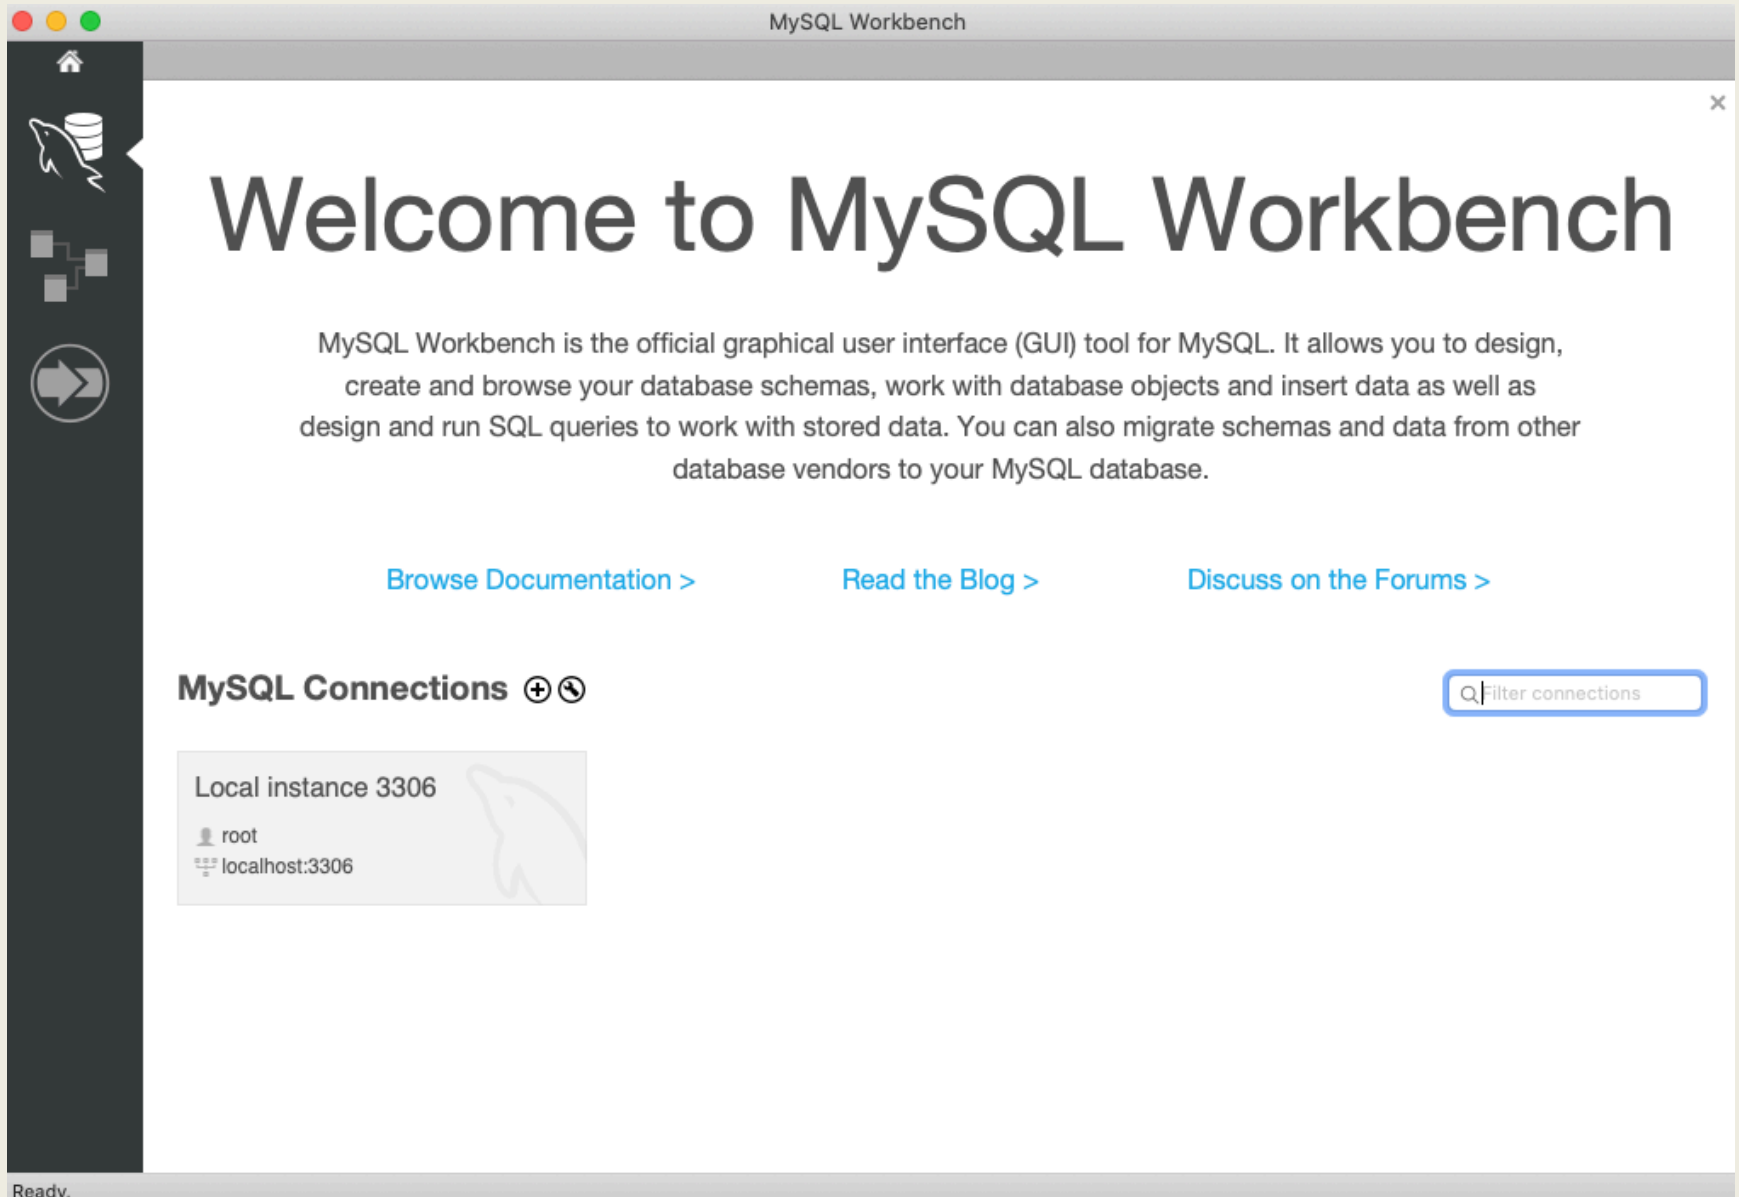 MySQL Workbench
Welcome to MySQL Workbench
MySQL Workbench is the official graphical user interface (GUI) tool for MySQL. It allows you to design,
create and browse your database schemas, work with database objects and insert data as well as
design and run SQL queries to work with stored data. You can also migrate schemas and data from other
database vendors to your MySQL database.
Browse Documentation >
Read the Blog >
Discuss on the Forums >
MySQL Connections
Filter connections
Local instance 3306
root
localhost:3306
Ready.